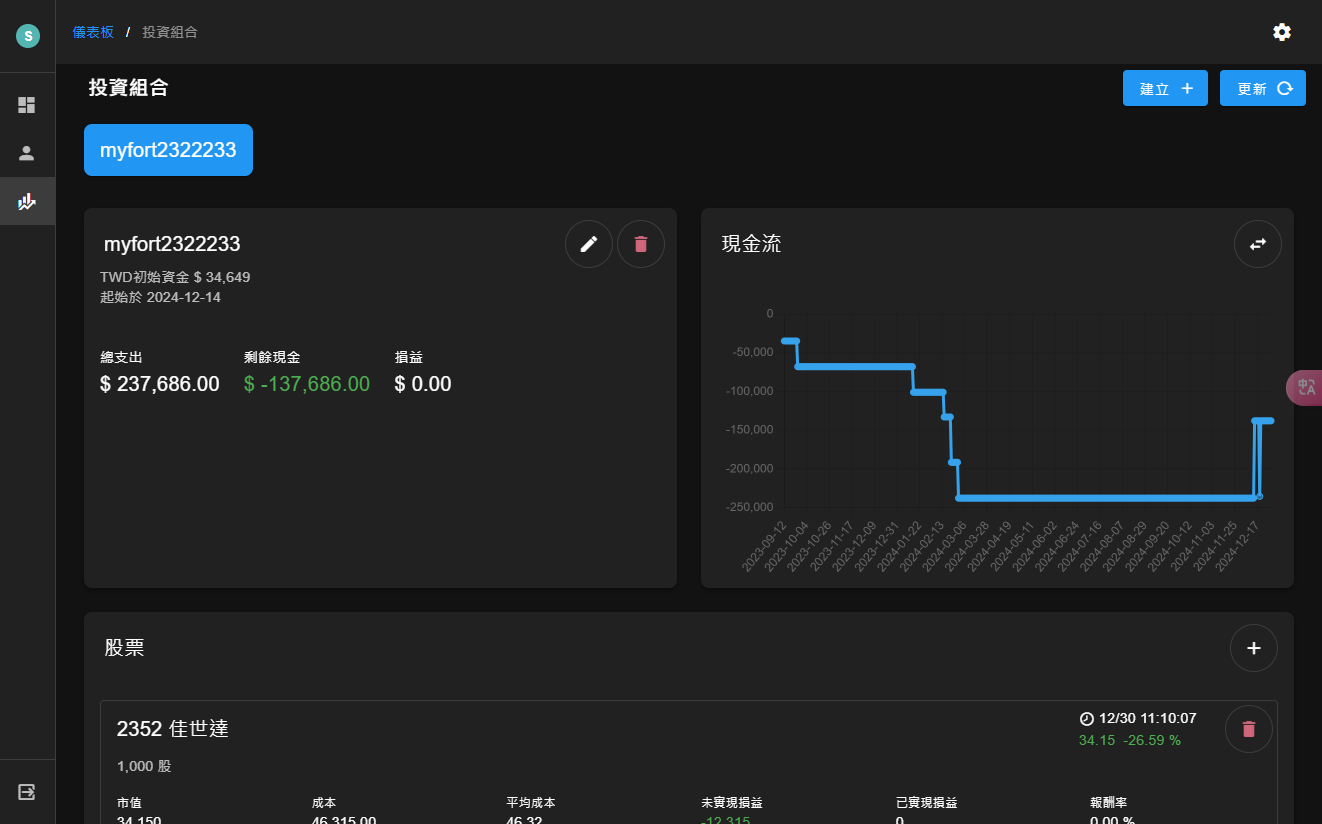 S
儀表板 / 投資組合
投資組合
建立 +
更新
myfort2322233
myfort2322233
TWD初始資金 $ 34,649
起始於 2024-12-14
總支出 剩餘現金 損益
$ 237,686.00 $ -137,686.00 $ 0.00
現金流
0
-50,000
-100,000
-150,000
-200,000
-250,000
2023-09-12
2023-10-04
2023-10-26
2023-11-17
2023-12-09
2023-12-31
2024-01-22
2024-02-13
2024-03-06
2024-03-28
2024-04-19
2024-05-11
2024-06-02
2024-06-24
2024-07-16
2024-08-07
2024-08-29
2024-09-20
2024-10-12
2024-11-03
2024-11-25
2024-12-17
股票
2352 佳世達
12/30 11:10:07
34.15 -26.59 %
1,000 股
市值 成本 平均成本 未實現損益 已實現損益 報酬率
34,150 46,315.00 46.32 -12,315 0 0.00 %